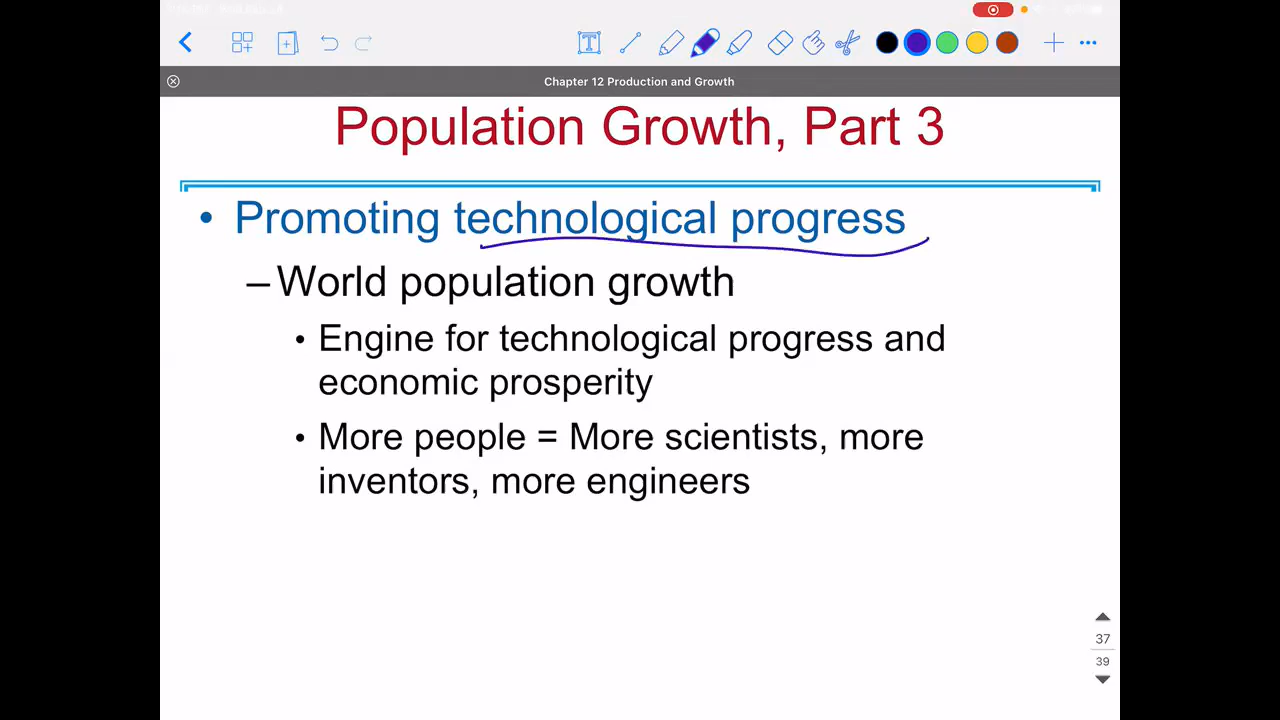 Chapter 12 Production and Growth
Population Growth, Part 3
• Promoting technological progress
–World population growth
• Engine for technological progress and
economic prosperity
• More people = More scientists, more
inventors, more engineers
37
39